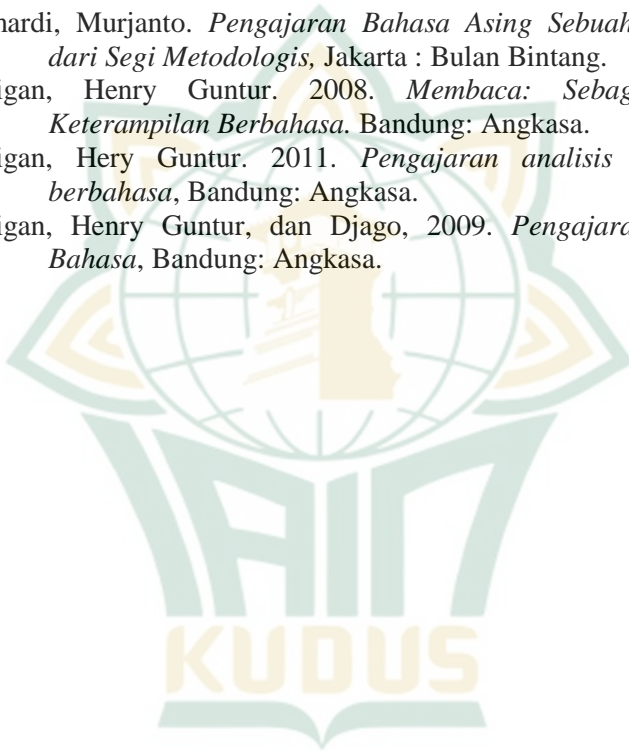 nardi, Murjanto. Pengajaran Bahasa Asing Sebuah
dari Segi Metodologis, Jakarta : Bulan Bintang.
igan, Henry Guntur. 2008. Membaca: Sebag
Keterampilan Berbahasa. Bandung: Angkasa.
igan, Hery Guntur. 2011. Pengajaran analisis
berbahasa, Bandung: Angkasa.
igan, Henry Guntur, dan Djago, 2009. Pengajara
Bahasa, Bandung: Angkasa.
IAIN
KUDUS